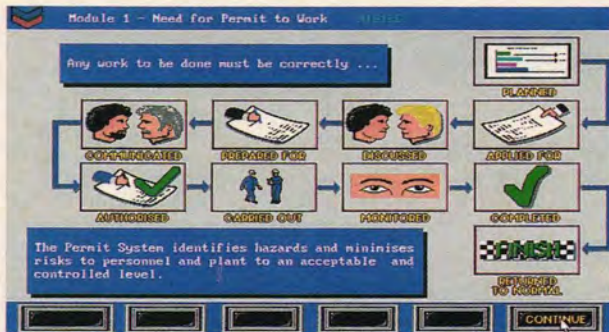 Module 1 - Need for Permit to Work
Any work to be done must be correctly ...
PLANNED
COMMUNICATED PREPARED FOR DISCUSSED APPLIED FOR
AUTHORISED CARRIED OUT MONITORED COMPLETED
The Permit System identifies hazards and minimises
risks to personnel and plant to an acceptable and
controlled level.
FINISH
RETURNED
TO NORMAL
CONTINUE